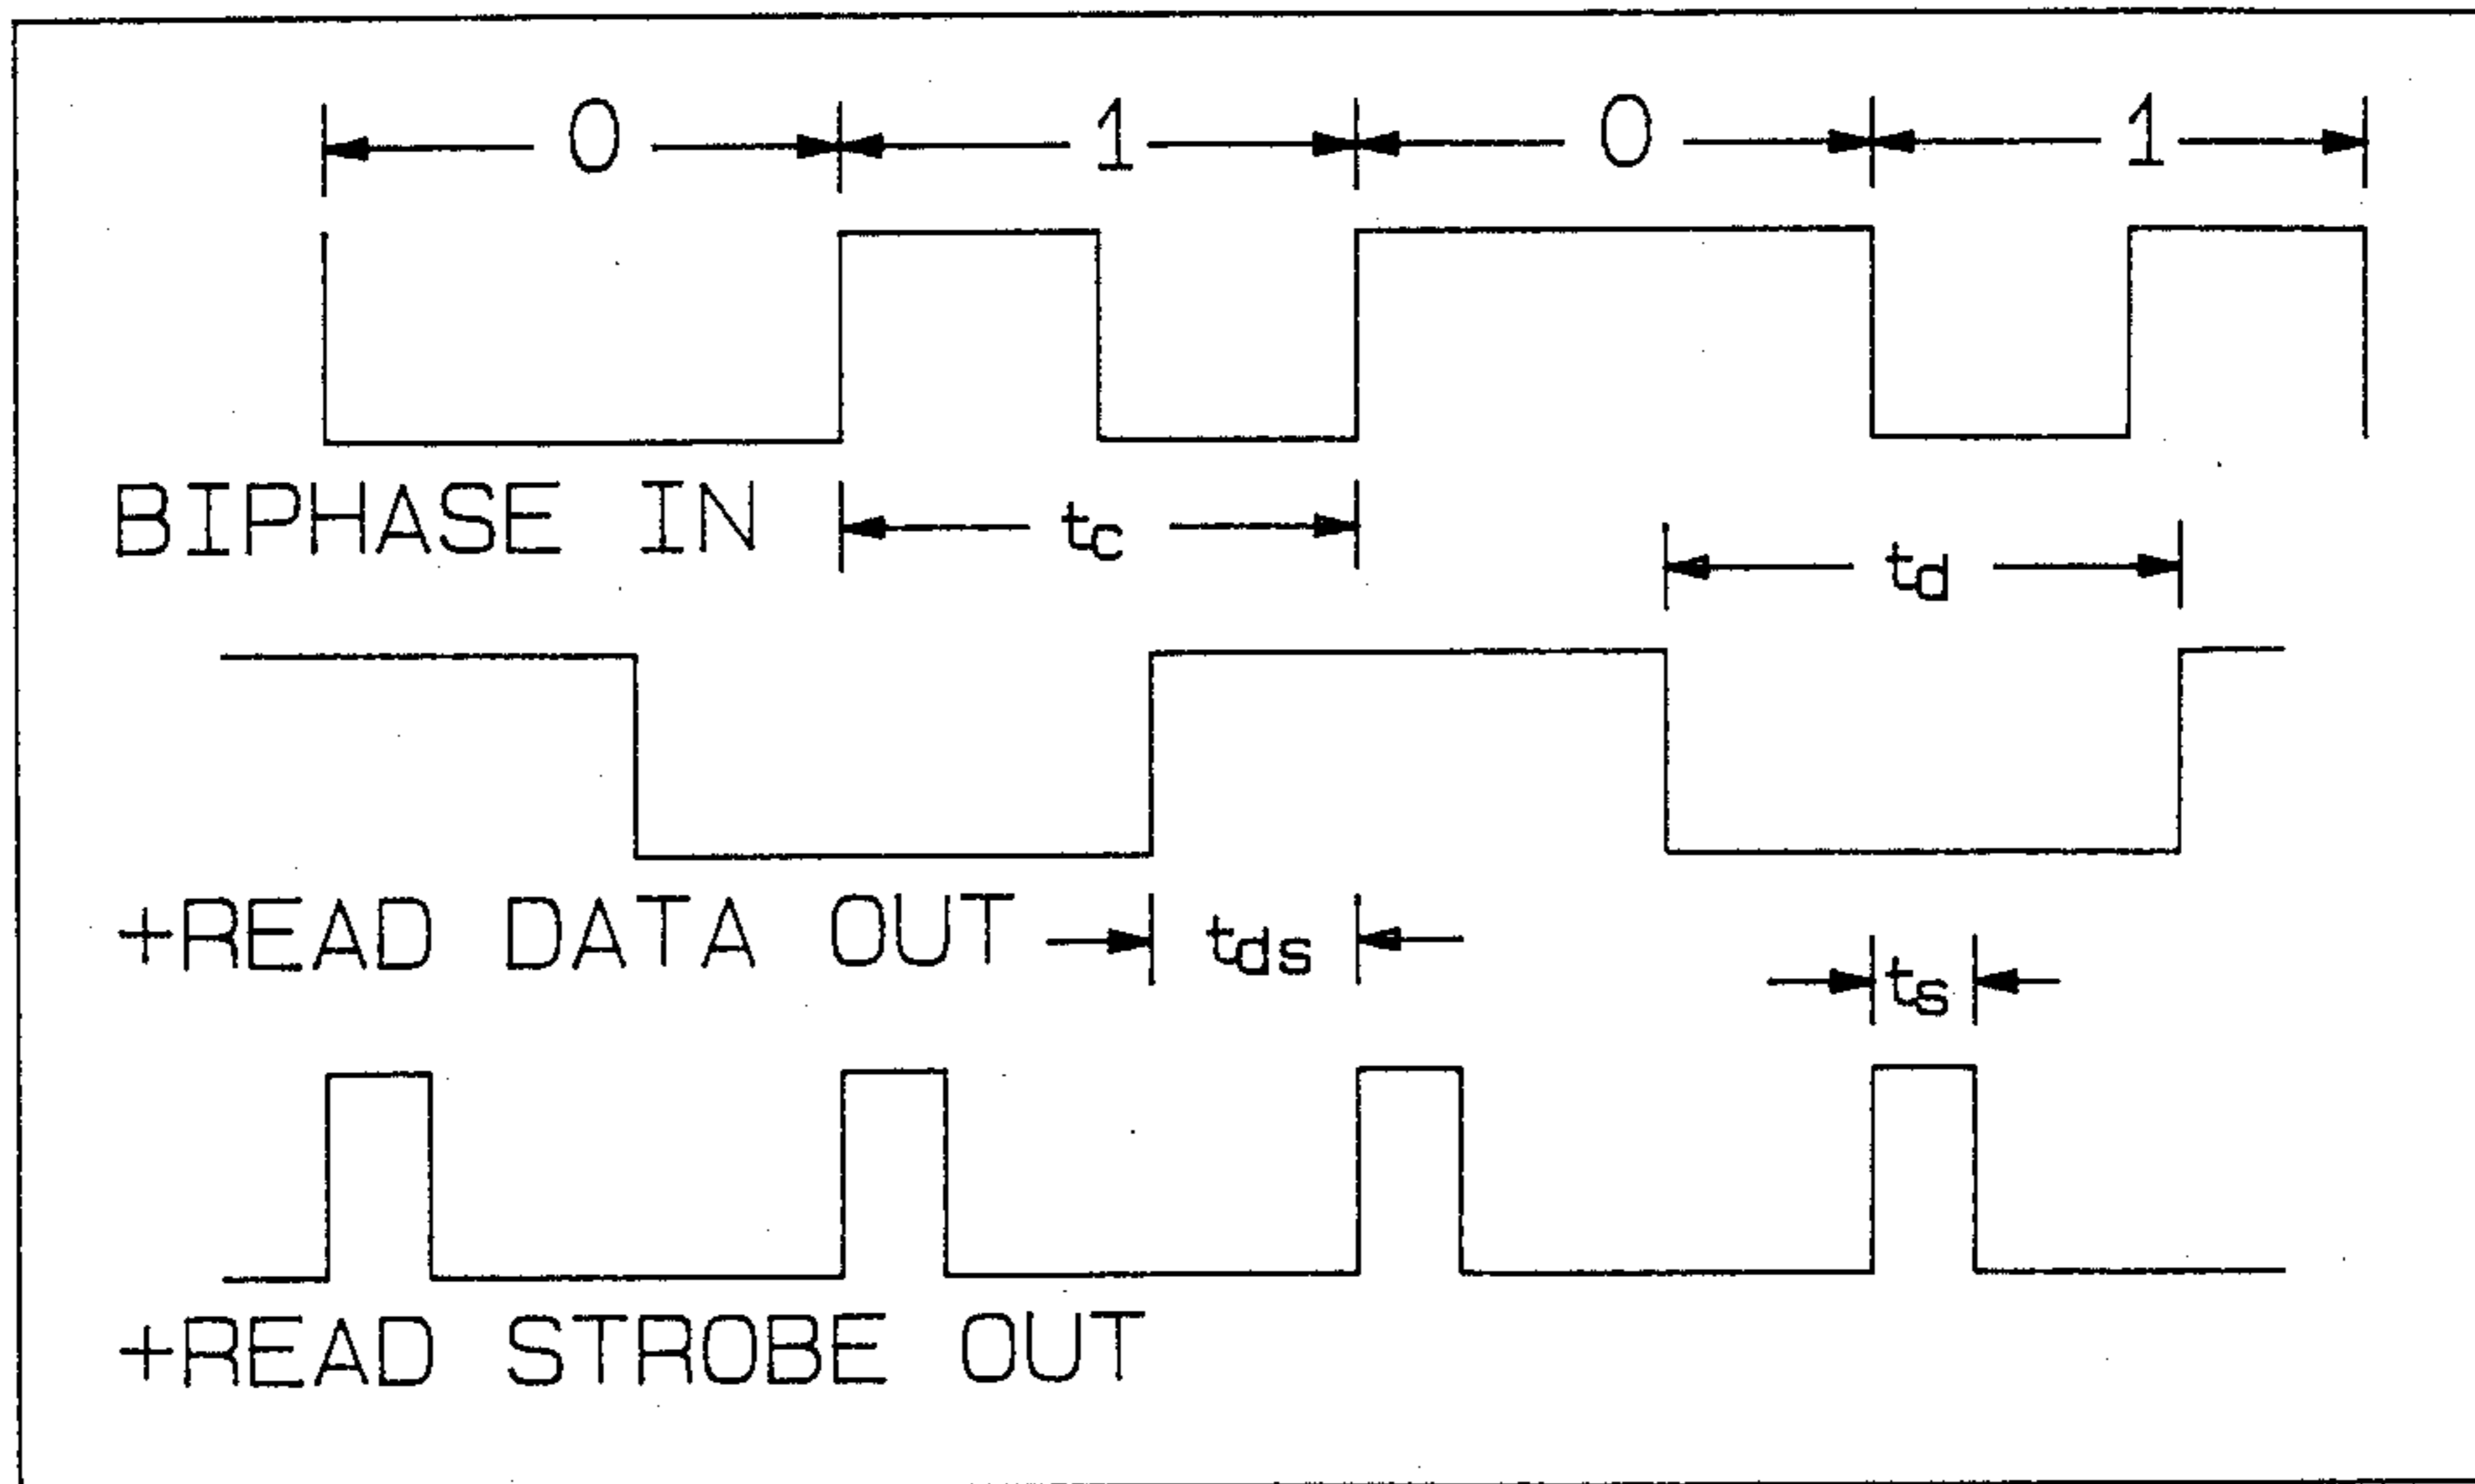 0 1 0 1
BIPHASE IN
tc
td
+READ DATA OUT
tds
ts
+READ STROBE OUT